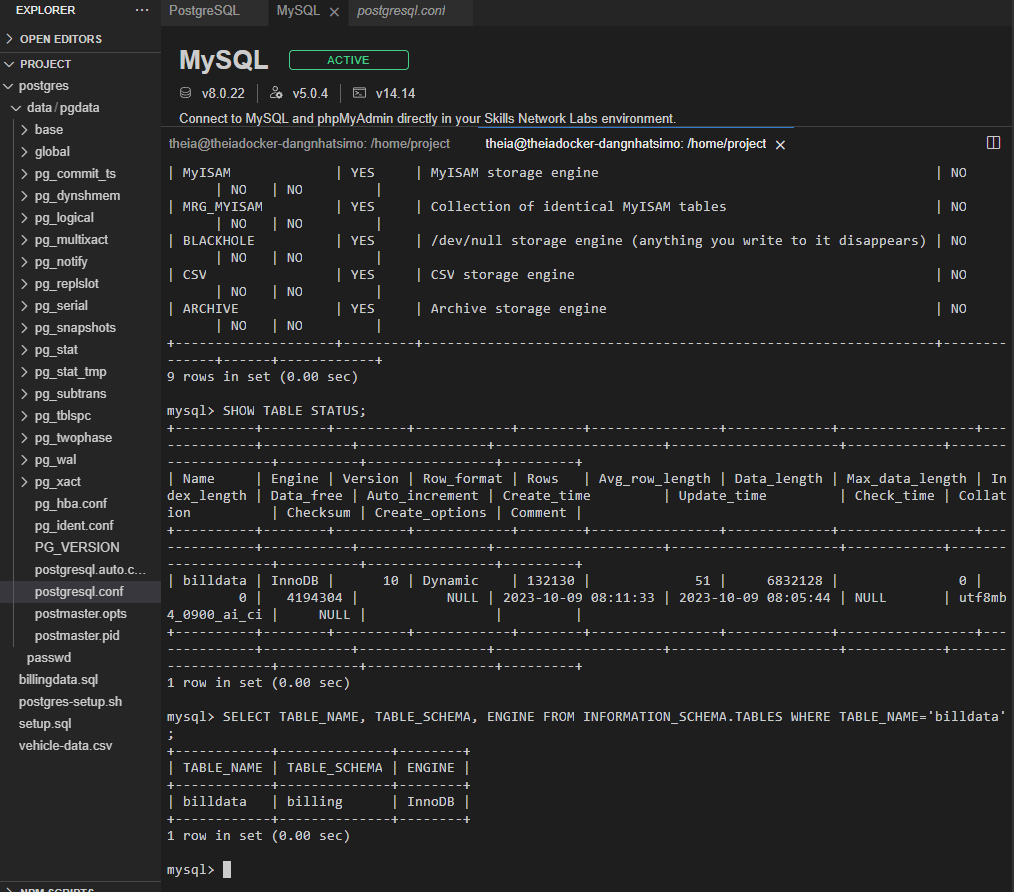 EXPLORER
···
OPEN EDITORS
PROJECT
postgres
data / pgdata
base
global
pg_commit_ts
pg_dynshmem
pg_logical
pg_multixact
pg_notify
pg_replslot
pg_serial
pg_snapshots
pg_stat
pg_stat_tmp
pg_subtrans
pg_tblspc
pg_twophase
pg_wal
pg_xact
pg_hba.conf
pg_ident.conf
PG_VERSION
postgresql.auto.c...
postgresql.conf
postmaster.opts
postmaster.pid
passwd
billingdata.sql
postgres-setup.sh
setup.sql
vehicle-data.csv
NPM SCRIPTS
PostgreSQL MySQL postgresql.conf
MySQL ACTIVE
v8.0.22 v5.0.4 v14.14
Connect to MySQL and phpMyAdmin directly in your Skills Network Labs environment.
theia@theiadocker-dangnhatsimo: /home/project theia@theiadocker-dangnhatsimo: /home/project
| MyISAM             | YES     | MyISAM storage engine                                          | NO
      | NO   | NO         |
| MRG_MYISAM         | YES     | Collection of identical MyISAM tables                          | NO
      | NO   | NO         |
| BLACKHOLE          | YES     | /dev/null storage engine (anything you write to it disappears) | NO
      | NO   | NO         |
| CSV                | YES     | CSV storage engine                                             | NO
      | NO   | NO         |
| ARCHIVE            | YES     | Archive storage engine                                         | NO
      | NO   | NO         |
+--------------------+---------+----------------------------------------------------------------+--------
------+------+------------+
9 rows in set (0.00 sec)
mysql> SHOW TABLE STATUS;
+----------+--------+---------+------------+--------+----------------+-------------+-----------------+---
-----------+-----------+----------------+---------------------+---------------------+------------+-------
-------------+----------+----------------+---------+
| Name     | Engine | Version | Row_format | Rows   | Avg_row_length | Data_length | Max_data_length | In
dex_length | Data_free | Auto_increment | Create_time         | Update_time         | Check_time | Collat
ion          | Checksum | Create_options | Comment |
+----------+--------+---------+------------+--------+----------------+-------------+-----------------+---
-----------+-----------+----------------+---------------------+---------------------+------------+-------
-------------+----------+----------------+---------+
| billdata | InnoDB |      10 | Dynamic    | 132130 |             51 |     6832128 |               0 |
         0 |   4194304 |           NULL | 2023-10-09 08:11:33 | 2023-10-09 08:05:44 | NULL       | utf8mb
4_0900_ai_ci |     NULL |                |         |
+----------+--------+---------+------------+--------+----------------+-------------+-----------------+---
-----------+-----------+----------------+---------------------+---------------------+------------+-------
-------------+----------+----------------+---------+
1 row in set (0.00 sec)
mysql> SELECT TABLE_NAME, TABLE_SCHEMA, ENGINE FROM INFORMATION_SCHEMA.TABLES WHERE TABLE_NAME='billdata'
;
+------------+--------------+--------+
| TABLE_NAME | TABLE_SCHEMA | ENGINE |
+------------+--------------+--------+
| billdata   | billing      | InnoDB |
+------------+--------------+--------+
1 row in set (0.00 sec)
mysql>